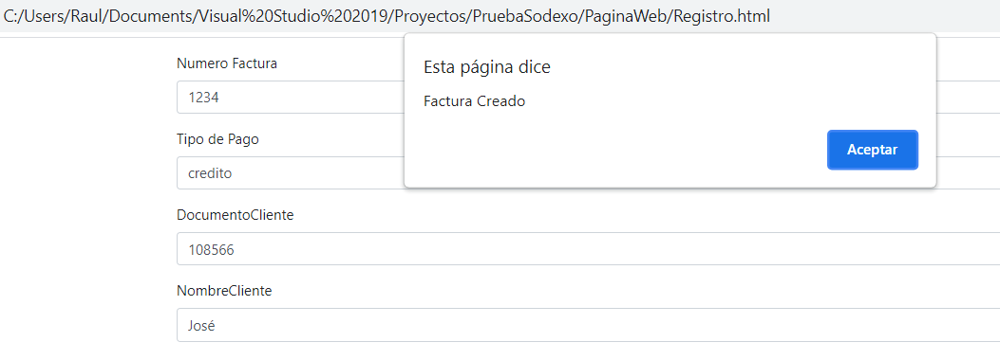 C:/Users/Raul/Documents/Visual%20Studio%202019/Proyectos/PruebaSodexo/PaginaWeb/Registro.html
Esta página dice
Factura Creado
Aceptar
Numero Factura
1234
Tipo de Pago
credito
DocumentoCliente
108566
NombreCliente
José